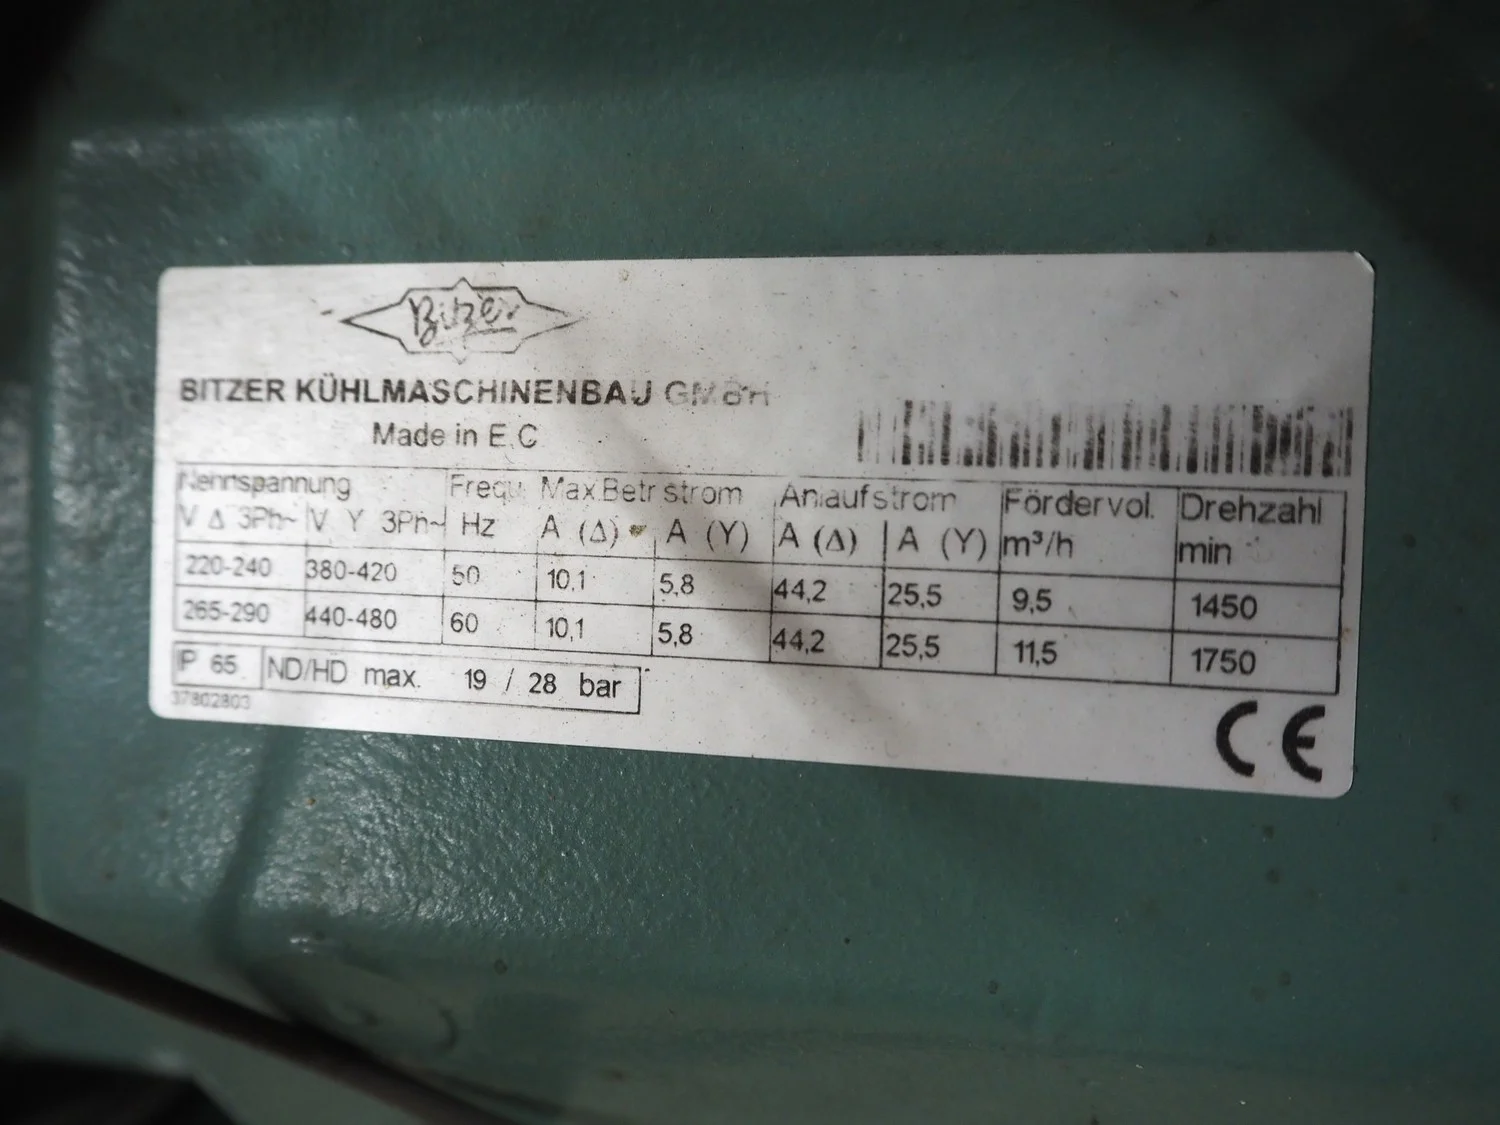 Bitzer
BITZER KÜHLMASCHINENBAU GMBH
Made in E.C
Nennspannung Frequ. Max.Betr strom Anlaufstrom Fördervol. Drehzahl
V Δ 3Ph~ V Y 3Ph~ Hz A (Δ) A (Y) A (Δ) A (Y) m³/h min
220-240 380-420 50 10,1 5,8 44,2 25,5 9,5 1450
265-290 440-480 60 10,1 5,8 44,2 25,5 11,5 1750
IP 65 ND/HD max. 19 / 28 bar
37802803
CE